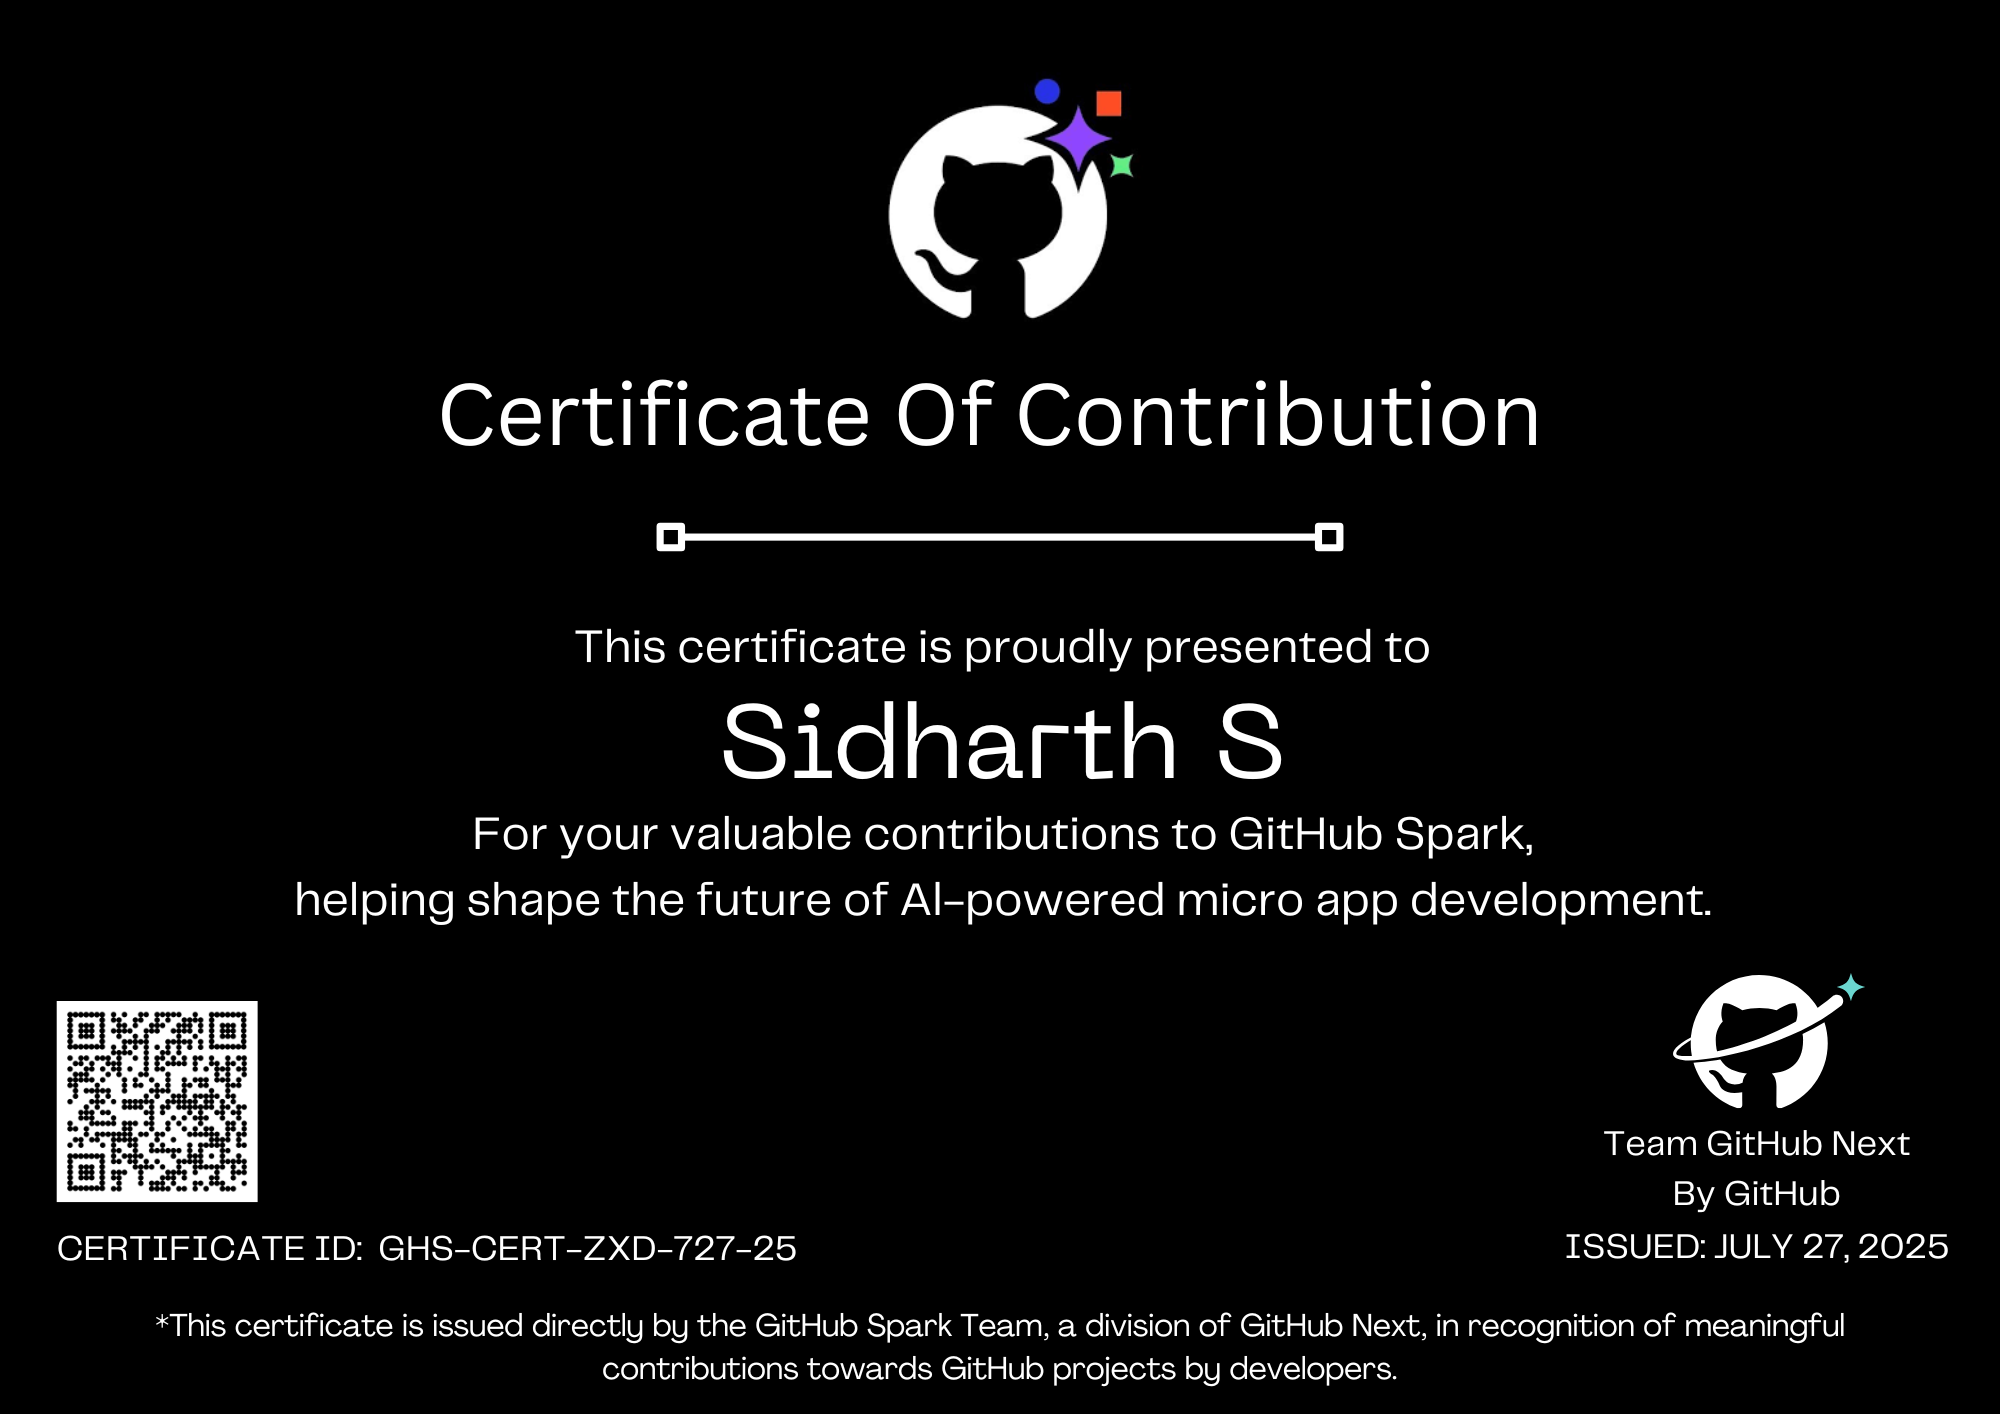 Certificate Of Contribution
This certificate is proudly presented to
Sidharth S
For your valuable contributions to GitHub Spark,
helping shape the future of AI-powered micro app development.
Team GitHub Next
By GitHub
CERTIFICATE ID: GHS-CERT-ZXD-727-25
ISSUED: JULY 27, 2025
*This certificate is issued directly by the GitHub Spark Team, a division of GitHub Next, in recognition of meaningful
contributions towards GitHub projects by developers.